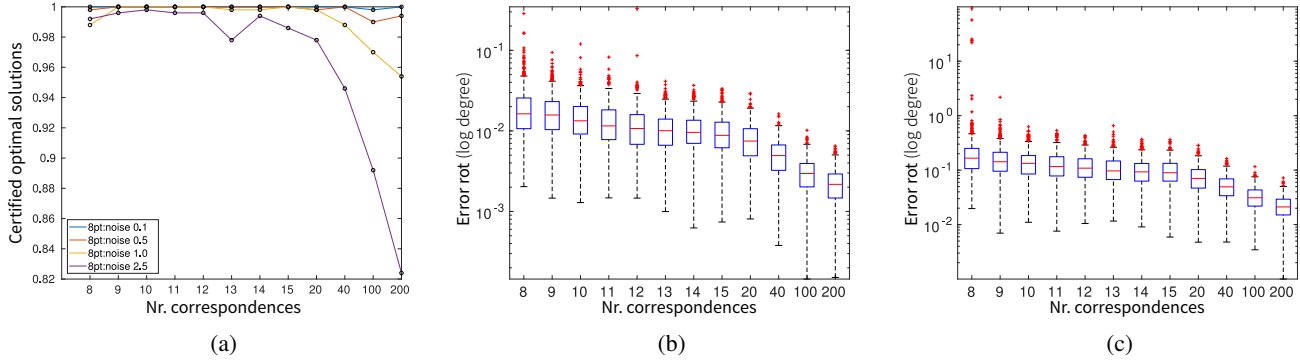 1
0.98
0.96
0.94
0.92
0.9
0.88
0.86
0.84
0.82
Certified optimal solutions
8pt:noise 0.1
8pt:noise 0.5
8pt:noise 1.0
8pt:noise 2.5
8 9 10 11 12 13 14 15 20 40 100 200
Nr. correspondences
(a)
10-1
10-2
10-3
Error rot (log degree)
8 9 10 11 12 13 14 15 20 40 100 200
Nr. correspondences
(b)
101
100
10-1
10-2
Error rot (log degree)
8 9 10 11 12 13 14 15 20 40 100 200
Nr. correspondences
(c)